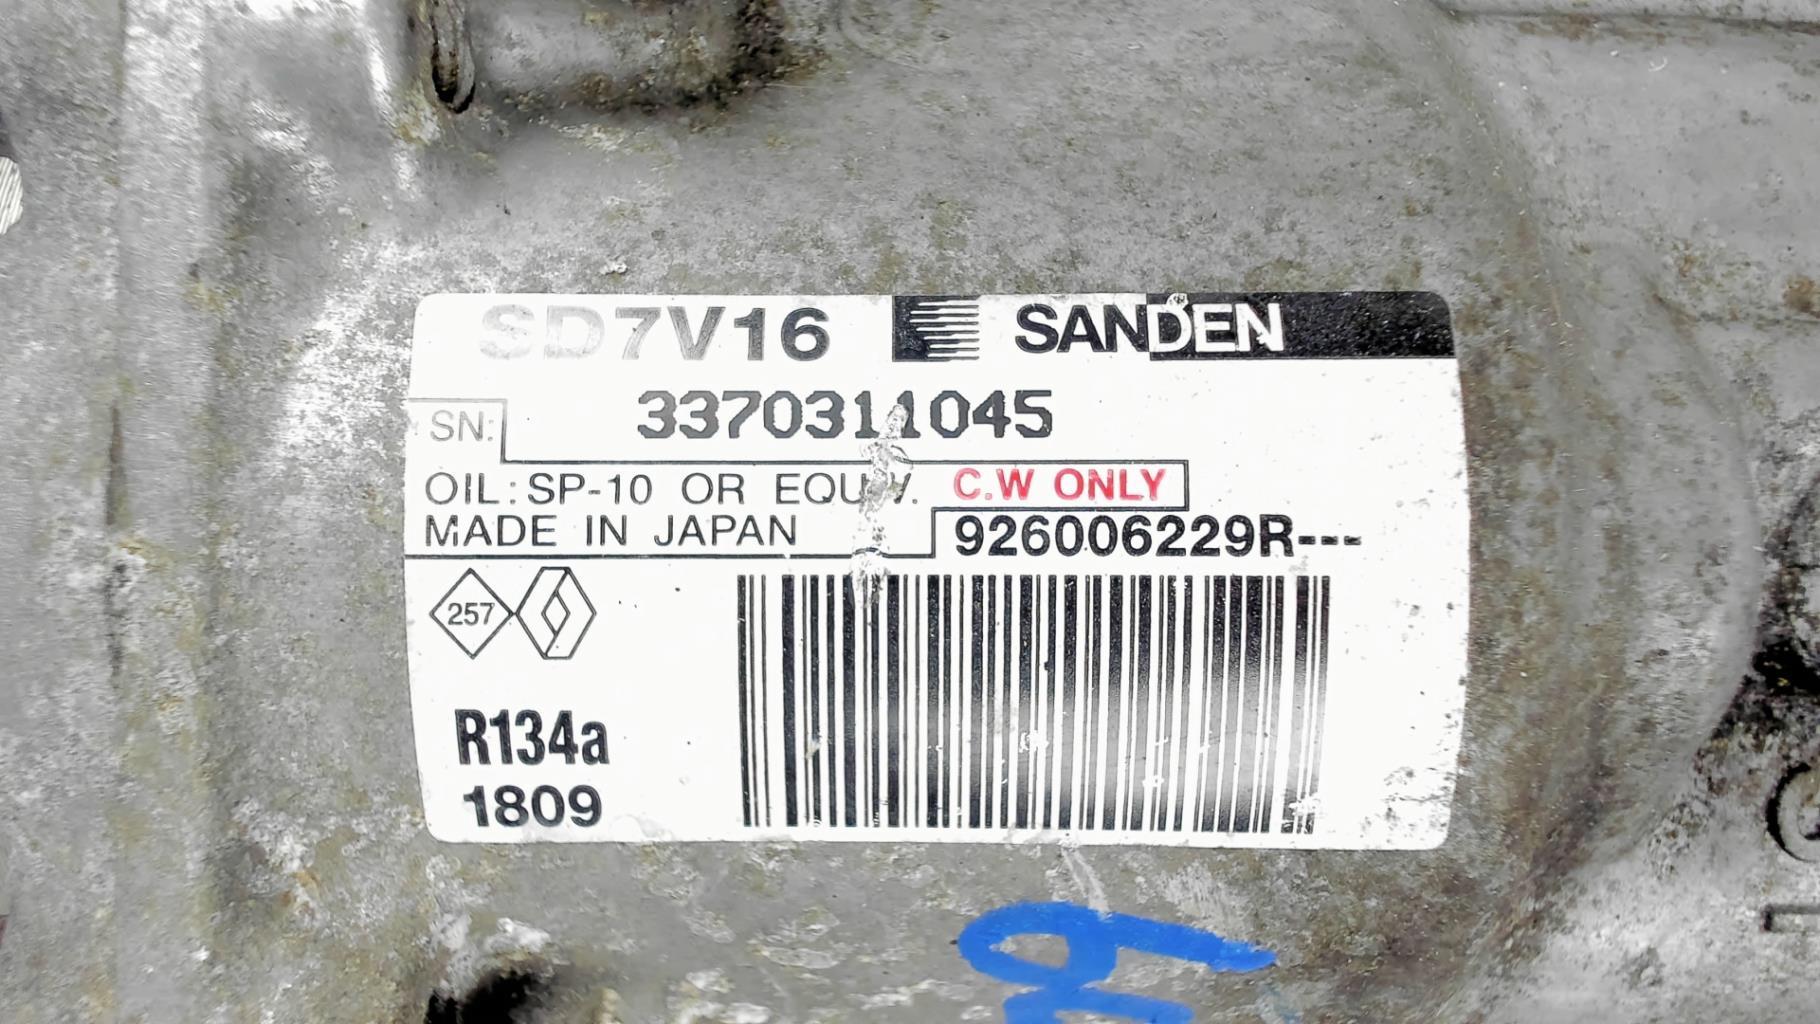 SD7V16 SANDEN
SN: 3370311045
OIL: SP-10 OR EQUIV. C.W ONLY
MADE IN JAPAN 926006229R---
257
R134a
1809